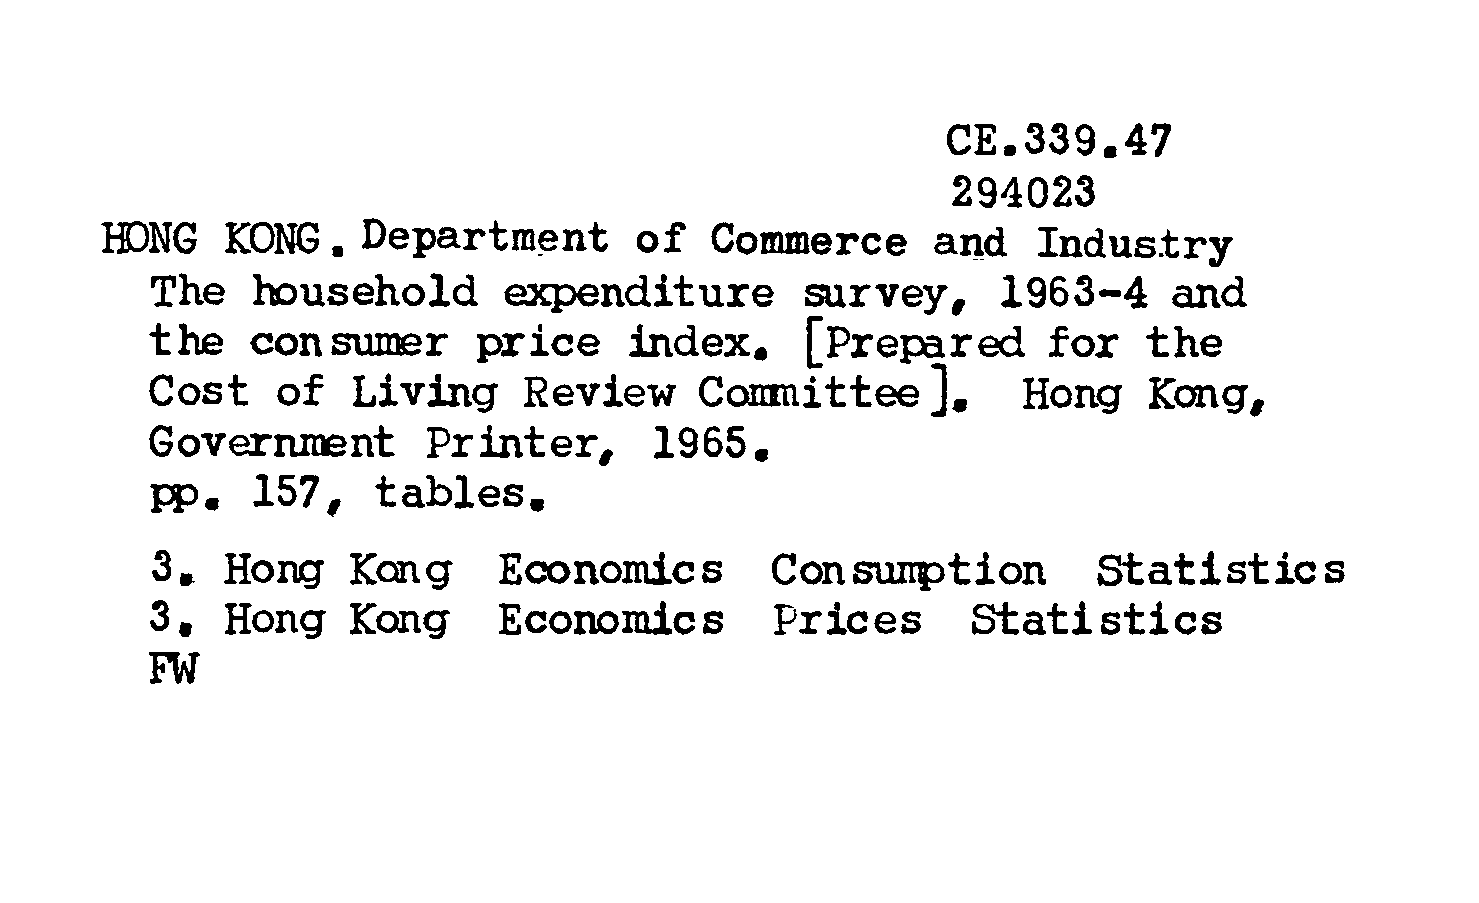 CE.339.47
294023
HONG KONG. Department of Commerce and Industry
The household expenditure survey, 1963-4 and
the consumer price index. [Prepared for the
Cost of Living Review Committee]. Hong Kong,
Government Printer, 1965.
pp. 157, tables.
3. Hong Kong Economics Consumption Statistics
3. Hong Kong Economics Prices Statistics
FW